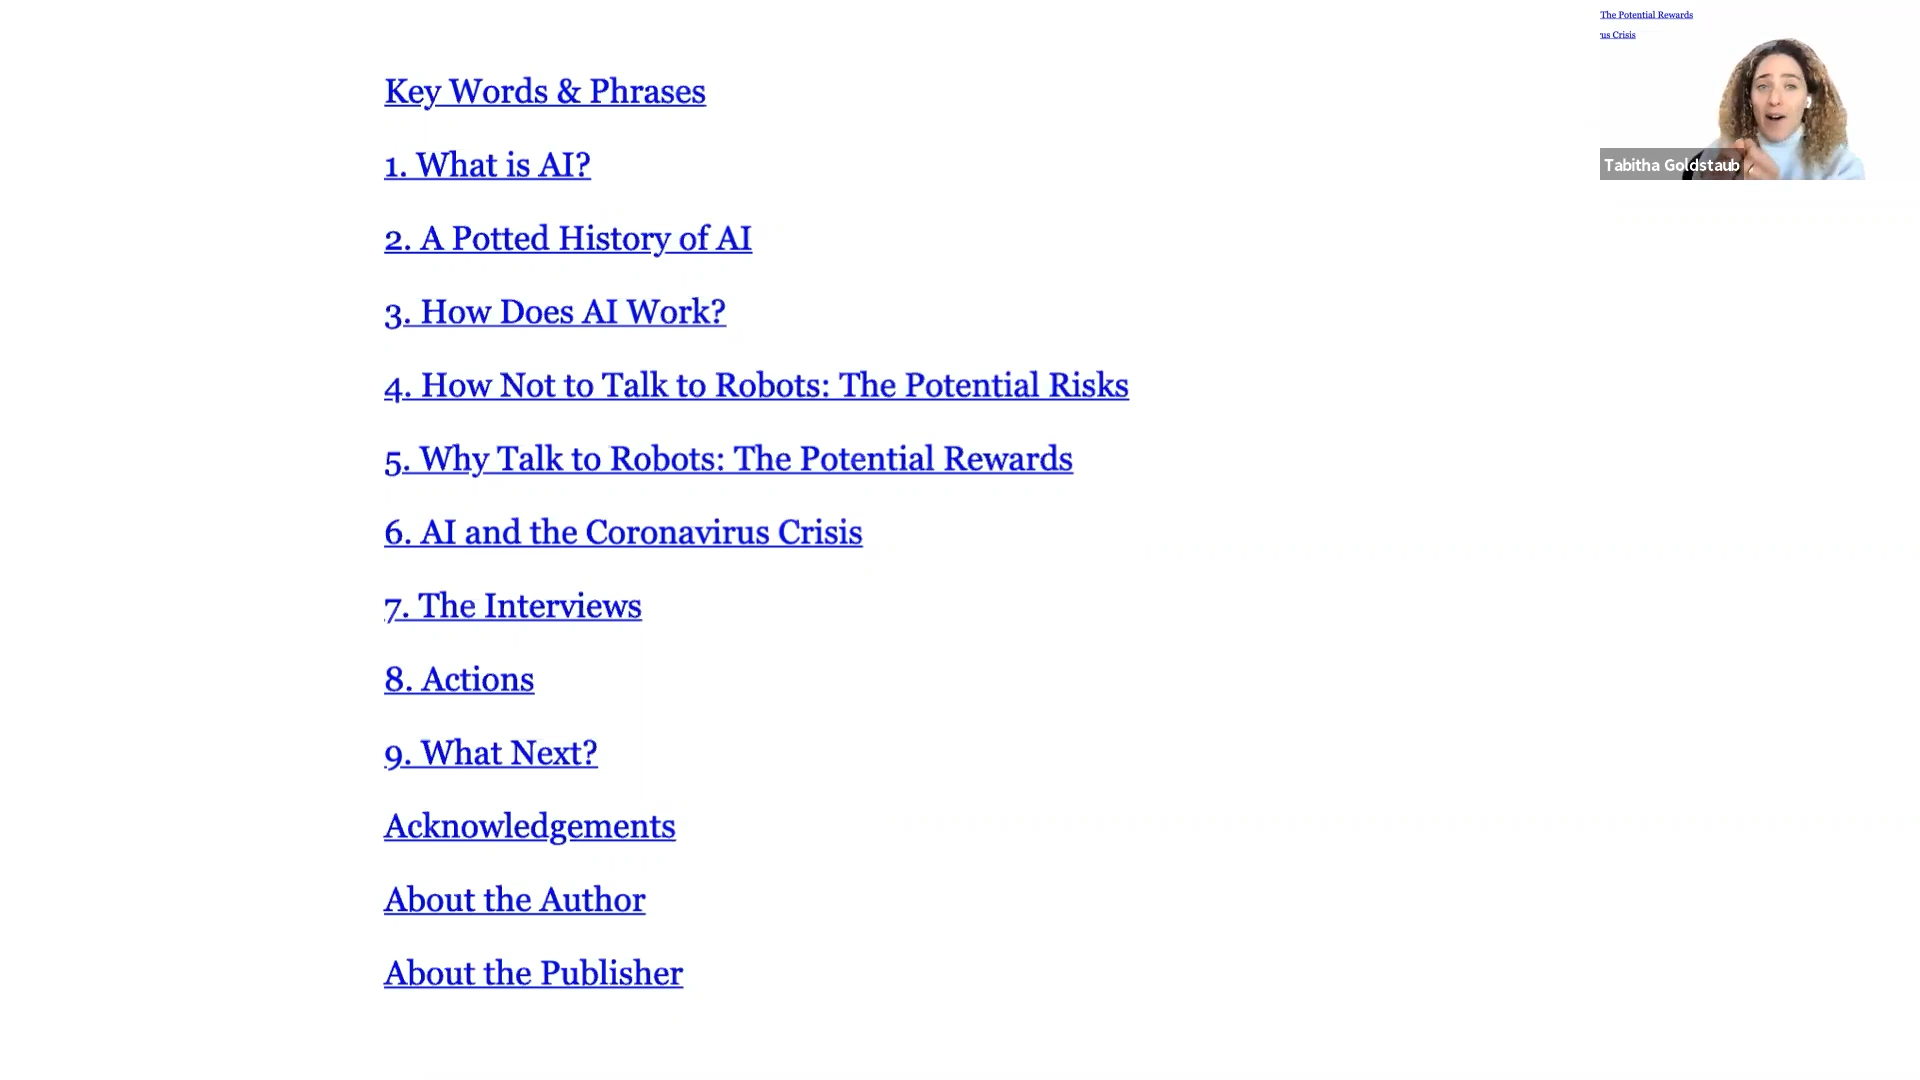 Key Words & Phrases
1. What is AI?
2. A Potted History of AI
3. How Does AI Work?
4. How Not to Talk to Robots: The Potential Risks
5. Why Talk to Robots: The Potential Rewards
6. AI and the Coronavirus Crisis
7. The Interviews
8. Actions
9. What Next?
Acknowledgements
About the Author
About the Publisher
The Potential Rewards
us Crisis
Tabitha Goldstaub